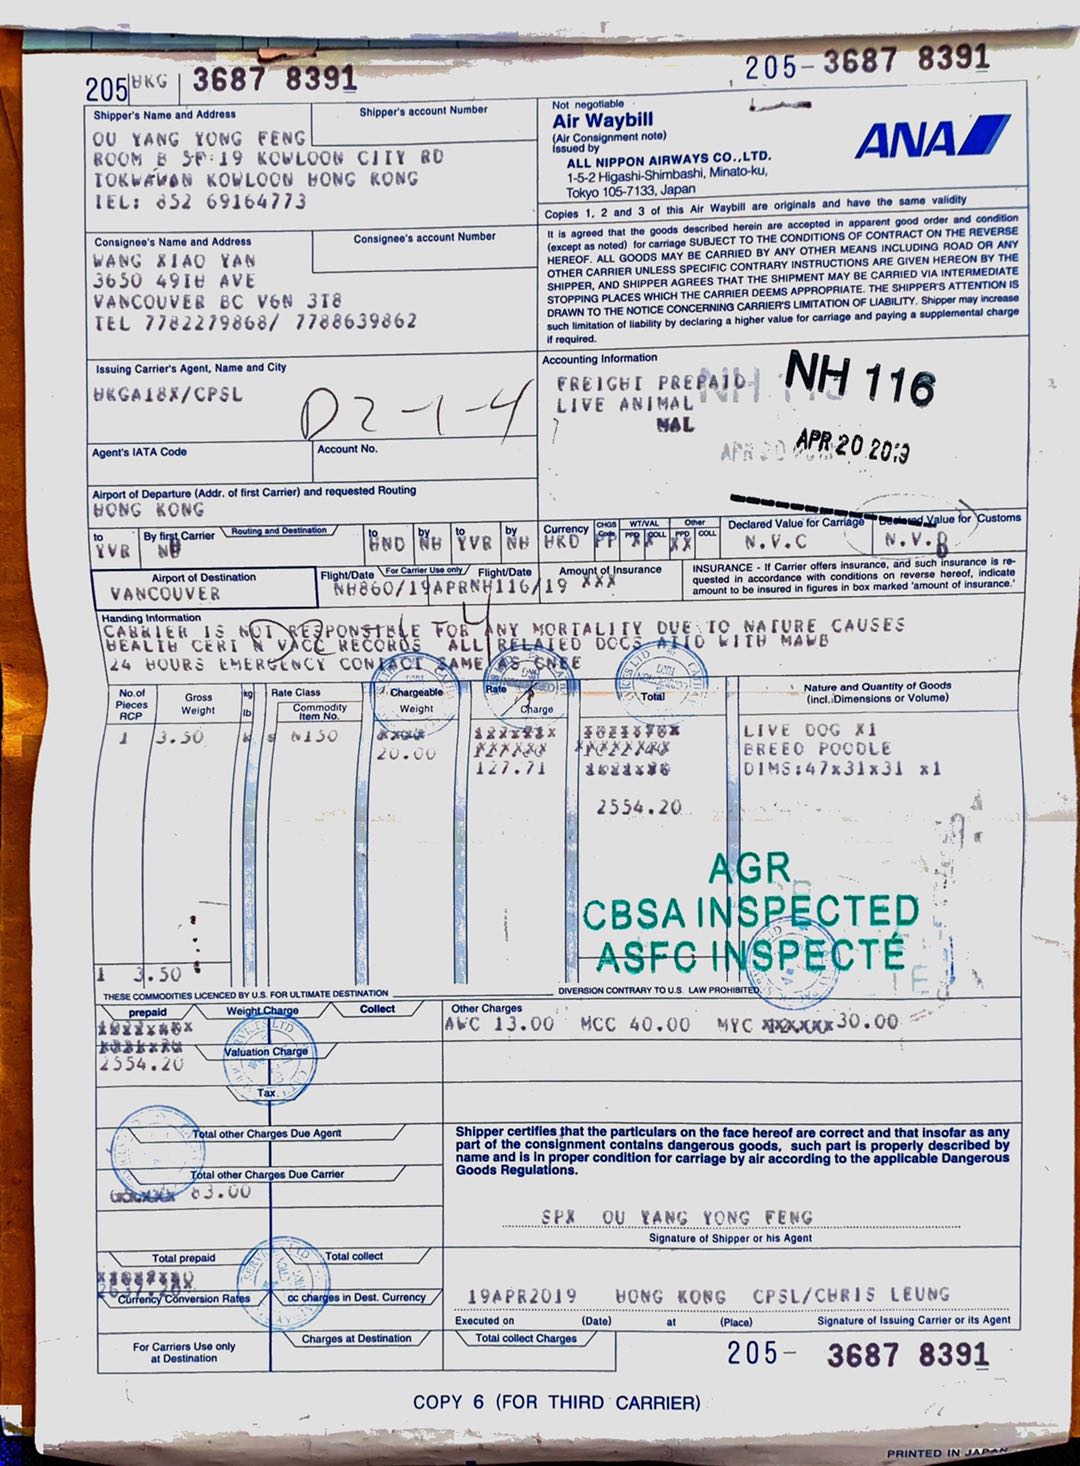 205 HKG 3687 8391
205-3687 8391
Shipper's Name and Address
Shipper's account Number
OU YANG YONG FENG
ROOM B 5F:19 KOWLOON CITY RD
TOKWAWAN KOWLOON HONG KONG
TEL: 852 69164773
Not negotiable
Air Waybill
(Air Consignment note)
Issued by
ALL NIPPON AIRWAYS CO.,LTD.
1-5-2 Higashi-Shimbashi, Minato-ku,
Tokyo 105-7133, Japan
ANA
Copies 1, 2 and 3 of this Air Waybill are originals and have the same validity
Consignee's Name and Address
Consignee's account Number
WANG XIAO YAN
3650 49TH AVE
VANCOUVER BC V6N 3T8
TEL 7782279868/ 7788639862
It is agreed that the goods described herein are accepted in apparent good order and condition
(except as noted) for carriage SUBJECT TO THE CONDITIONS OF CONTRACT ON THE REVERSE
HEREOF. ALL GOODS MAY BE CARRIED BY ANY OTHER MEANS INCLUDING ROAD OR ANY
OTHER CARRIER UNLESS SPECIFIC CONTRARY INSTRUCTIONS ARE GIVEN HEREON BY THE
SHIPPER, AND SHIPPER AGREES THAT THE SHIPMENT MAY BE CARRIED VIA INTERMEDIATE
STOPPING PLACES WHICH THE CARRIER DEEMS APPROPRIATE. THE SHIPPER'S ATTENTION IS
DRAWN TO THE NOTICE CONCERNING CARRIER'S LIMITATION OF LIABILITY. Shipper may increase
such limitation of liability by declaring a higher value for carriage and paying a supplemental charge
if required.
Issuing Carrier's Agent, Name and City
HKGA18X/CPSL
D2-1-4
Accounting Information
FREIGHT PREPAID
LIVE ANIMAL
MAL
NH 116
APR 20 2019
Agent's IATA Code
Account No.
Airport of Departure (Addr. of first Carrier) and requested Routing
HONG KONG
to By first Carrier Routing and Destination to by to by Currency CHGS Code WT/VAL Other Declared Value for Carriage Declared Value for Customs
PPD COLL PPD COLL
YVR NH HND NH YVR NH HKD PP XX XX N.V.C N.V.D
Airport of Destination
VANCOUVER
Flight/Date For Carrier Use only Flight/Date
NH860/19APR NH116/19
Amount of Insurance
XXX
INSURANCE - If Carrier offers insurance, and such insurance is re-
quested in accordance with conditions on reverse hereof, indicate
amount to be insured in figures in box marked 'amount of insurance.'
Handing Information
CARRIER IS NOT RESPONSIBLE FOR ANY MORTALITY DUE TO NATURE CAUSES
HEALTH CERT N VACC RECORDS ALL RELATED DOCS ATTD WITH MAWB
24 HOURS EMERGENCY CONTACT SAME AS CNEE
No.of Pieces RCP
Gross Weight
kg lb
Rate Class
Commodity Item No.
Chargeable Weight
Rate Charge
Total
Nature and Quantity of Goods
(incl. Dimensions or Volume)
1 3.50 K S N150
20.00
127.71
2554.20
LIVE DOG X1
BREED POODLE
DIMS:47x31x31 x1
AGR
CBSA INSPECTED
ASFC INSPECTÉ
1 3.50
THESE COMMODITIES LICENCED BY U.S. FOR ULTIMATE DESTINATION
DIVERSION CONTRARY TO U.S. LAW PROHIBITED.
prepaid Weight Charge Collect
2554.20
Valuation Charge
Tax
Other Charges
AWC 13.00 MCC 40.00 MYC 30.00
Total other Charges Due Agent
Total other Charges Due Carrier
83.00
Shipper certifies that the particulars on the face hereof are correct and that insofar as any
part of the consignment contains dangerous goods, such part is properly described by
name and is in proper condition for carriage by air according to the applicable Dangerous
Goods Regulations.
SPX OU YANG YONG FENG
Signature of Shipper or his Agent
Total prepaid
Total collect
2637.20
Currency Conversion Rates
cc charges in Dest. Currency
19APR2019 HONG KONG CPSL/CHRIS LEUNG
Executed on (Date) at (Place) Signature of Issuing Carrier or its Agent
For Carriers Use only
at Destination
Charges at Destination
Total collect Charges
205- 3687 8391
COPY 6 (FOR THIRD CARRIER)
PRINTED IN JAPAN